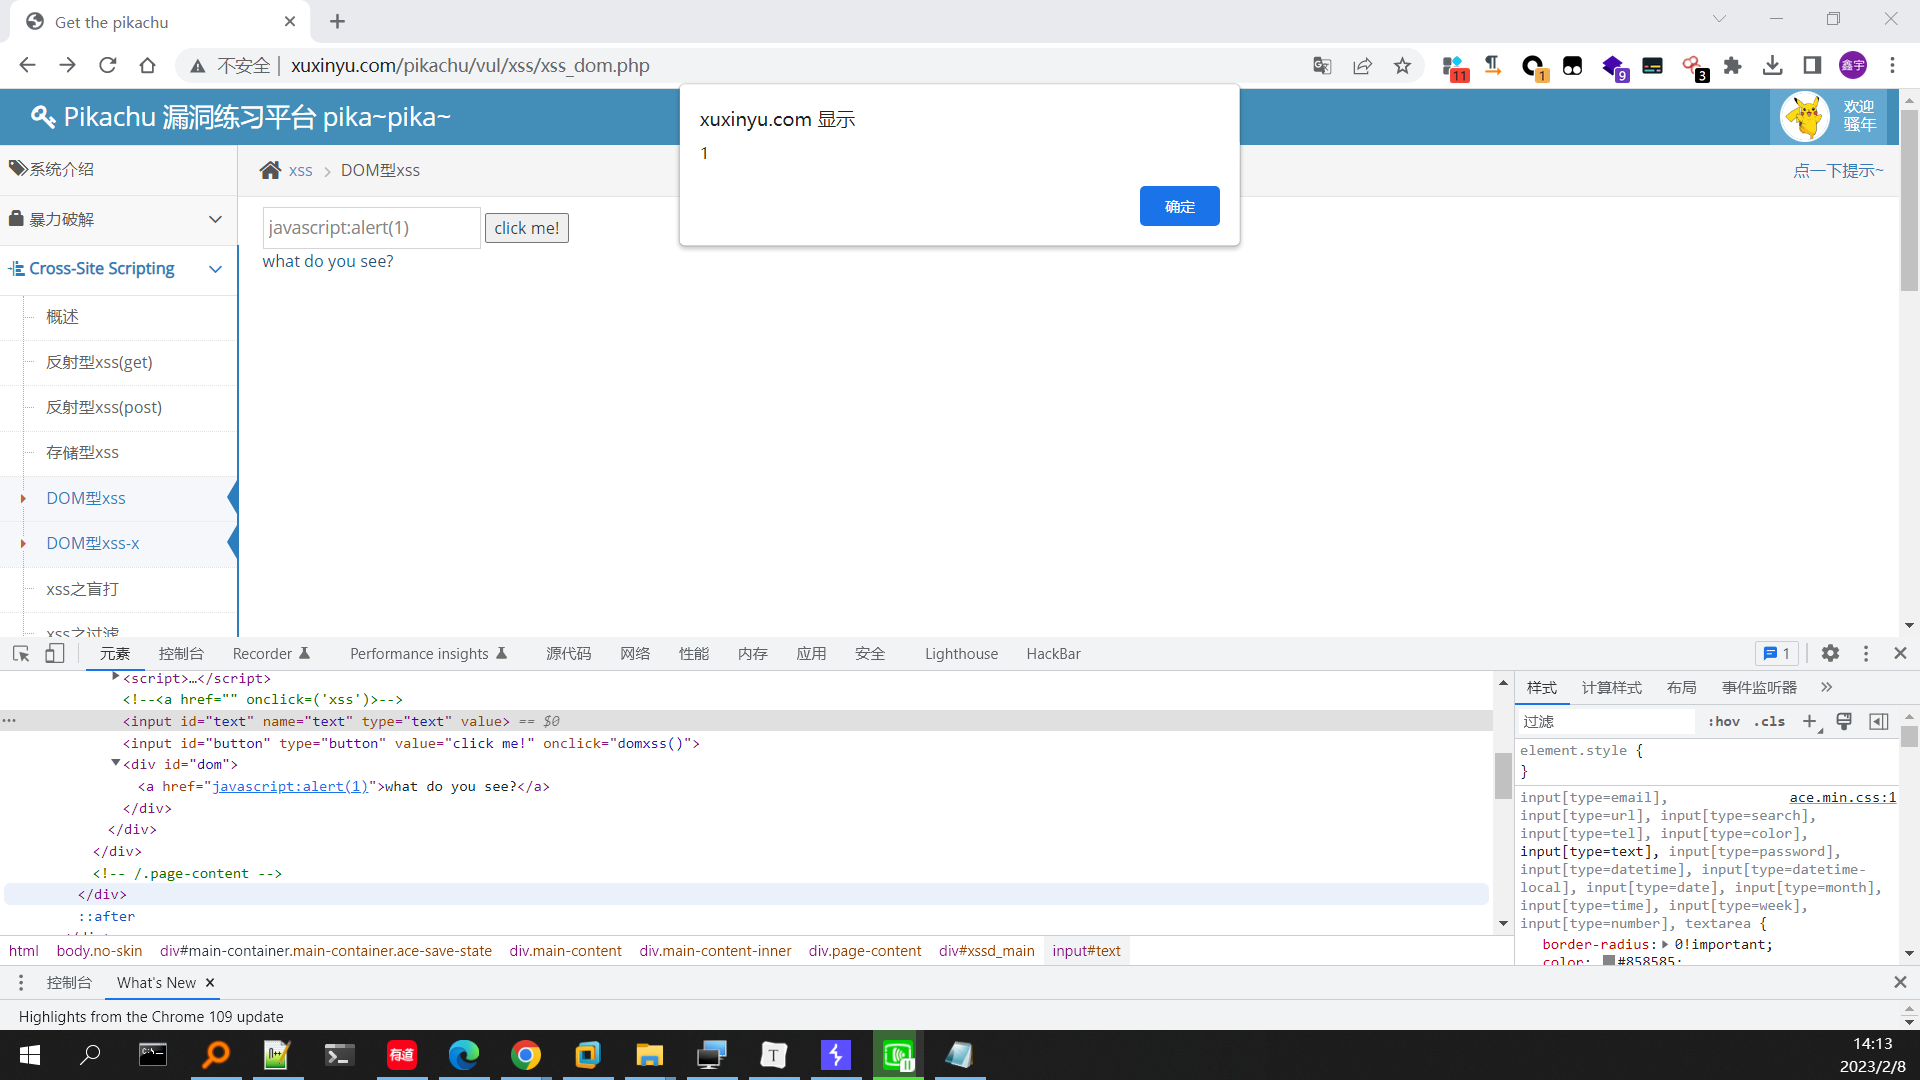 Get the pikachu
不安全
xuxinyu.com/pikachu/vul/xss/xss_dom.php
11
1
9
3
鑫宇
Pikachu 漏洞练习平台 pika~pika~
欢迎
骚年
xuxinyu.com 显示
1
确定
系统介绍
暴力破解
Cross-Site Scripting
概述
反射型xss(get)
反射型xss(post)
存储型xss
DOM型xss
DOM型xss-x
xss之盲打
xss之过滤
xss
DOM型xss
点一下提示~
javascript:alert(1)
click me!
what do you see?
元素 控制台 Recorder Performance insights 源代码 网络 性能 内存 应用 安全 Lighthouse HackBar
1
<script>…</script>
<!--<a href="" onclick=('xss')>-->
<input id="text" name="text" type="text" value> == $0
<input id="button" type="button" value="click me!" onclick="domxss()">
<div id="dom">
<a href="javascript:alert(1)">what do you see?</a>
</div>
</div>
</div>
<!-- /.page-content -->
</div>
::after
html body.no-skin div#main-container.main-container.ace-save-state div.main-content div.main-content-inner div.page-content div#xssd_main input#text
样式 计算样式 布局 事件监听器
过滤 :hov .cls
element.style {
}
input[type=email], ace.min.css:1
input[type=url], input[type=search],
input[type=tel], input[type=color],
input[type=text], input[type=password],
input[type=datetime], input[type=datetime-
local], input[type=date], input[type=month],
input[type=time], input[type=week],
input[type=number], textarea {
border-radius: 0!important;
color: #858585;
控制台 What's New
Highlights from the Chrome 109 update
有道
T
14:13
2023/2/8